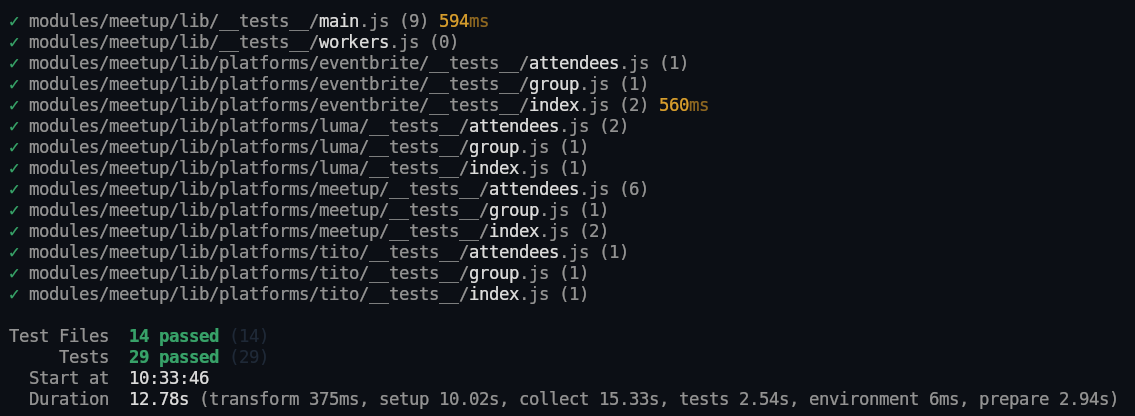 ✓ modules/meetup/lib/__tests__/main.js (9) 594ms
✓ modules/meetup/lib/__tests__/workers.js (0)
✓ modules/meetup/lib/platforms/eventbrite/__tests__/attendees.js (1)
✓ modules/meetup/lib/platforms/eventbrite/__tests__/group.js (1)
✓ modules/meetup/lib/platforms/eventbrite/__tests__/index.js (2) 560ms
✓ modules/meetup/lib/platforms/luma/__tests__/attendees.js (2)
✓ modules/meetup/lib/platforms/luma/__tests__/group.js (1)
✓ modules/meetup/lib/platforms/luma/__tests__/index.js (1)
✓ modules/meetup/lib/platforms/meetup/__tests__/attendees.js (6)
✓ modules/meetup/lib/platforms/meetup/__tests__/group.js (1)
✓ modules/meetup/lib/platforms/meetup/__tests__/index.js (2)
✓ modules/meetup/lib/platforms/tito/__tests__/attendees.js (1)
✓ modules/meetup/lib/platforms/tito/__tests__/group.js (1)
✓ modules/meetup/lib/platforms/tito/__tests__/index.js (1)
Test Files  14 passed (14)
Tests  29 passed (29)
Start at  10:33:46
Duration  12.78s (transform 375ms, setup 10.02s, collect 15.33s, tests 2.54s, environment 6ms, prepare 2.94s)